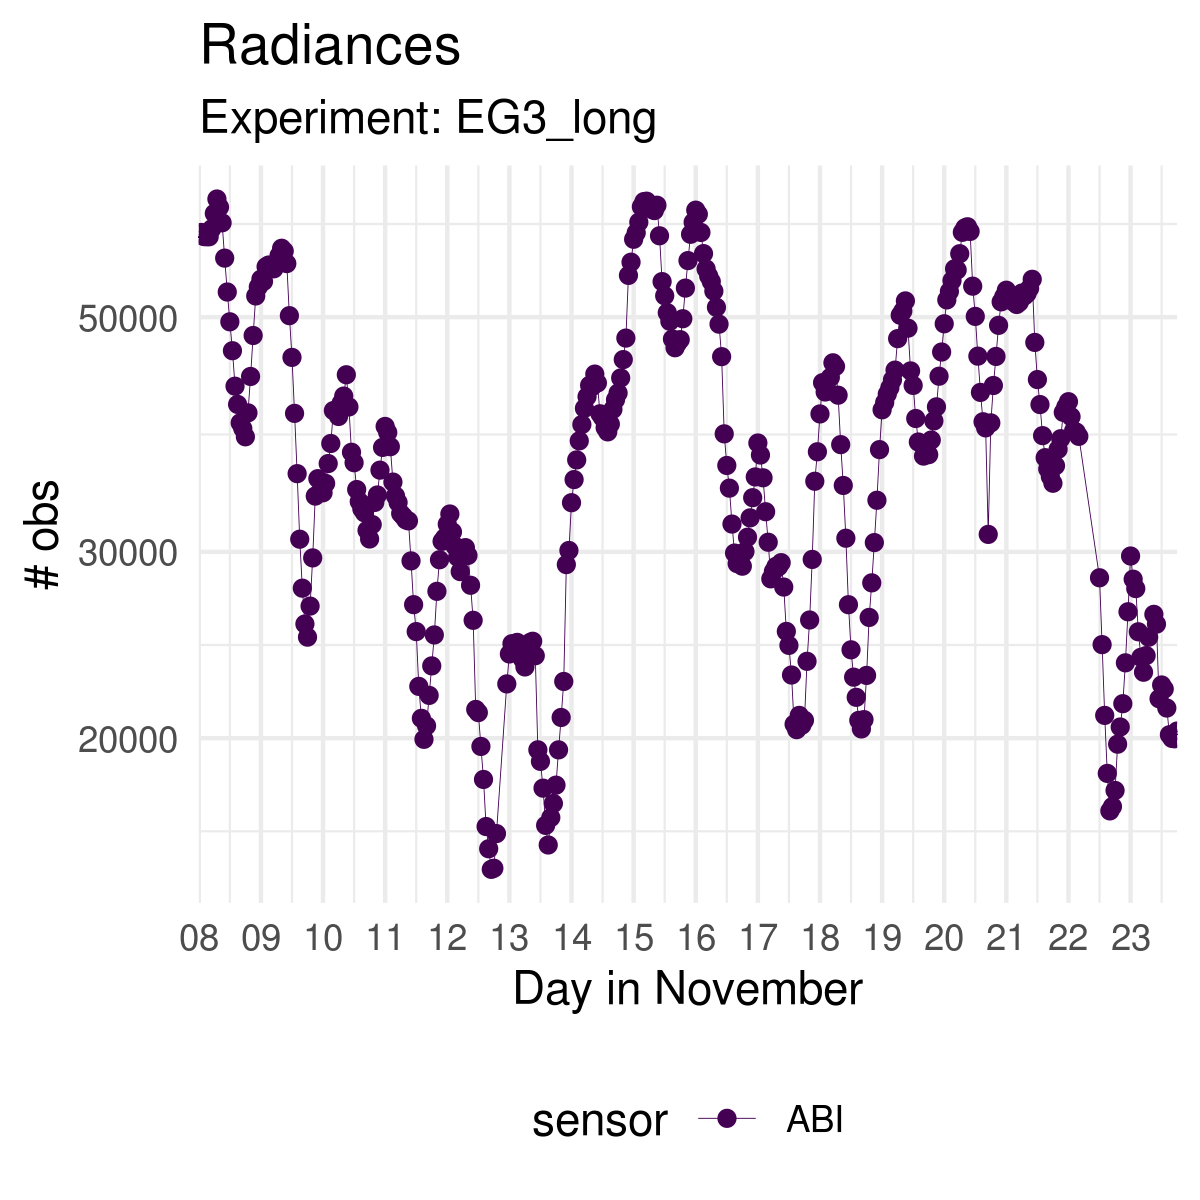 Radiances
Experiment: EG3_long
# obs
50000
30000
20000
08 09 10 11 12 13 14 15 16 17 18 19 20 21 22 23
Day in November
sensor ABI